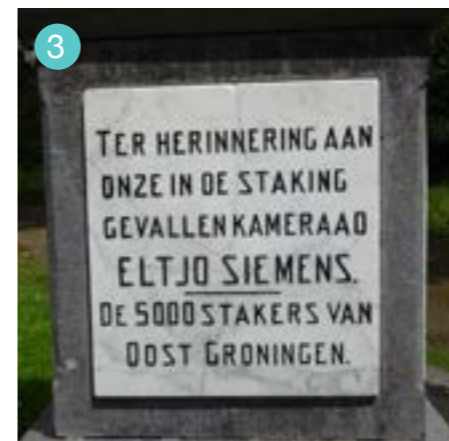 3
TER HERINNERING AAN
ONZE IN DE STAKING
GEVALLEN KAMERAAD
ELTJO SIEMENS.
DE 5000 STAKERS VAN
OOST GRONINGEN.